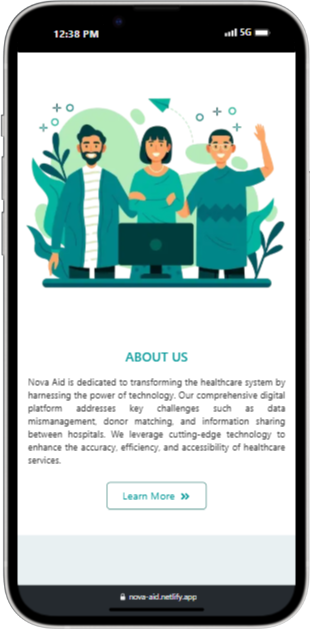 12:38 PM
5G
ABOUT US
Nova Aid is dedicated to transforming the healthcare system by
harnessing the power of technology. Our comprehensive digital
platform addresses key challenges such as data
mismanagement, donor matching, and information sharing
between hospitals. We leverage cutting-edge technology to
enhance the accuracy, efficiency, and accessibility of healthcare
services.
Learn More »
nova-aid.netlify.app